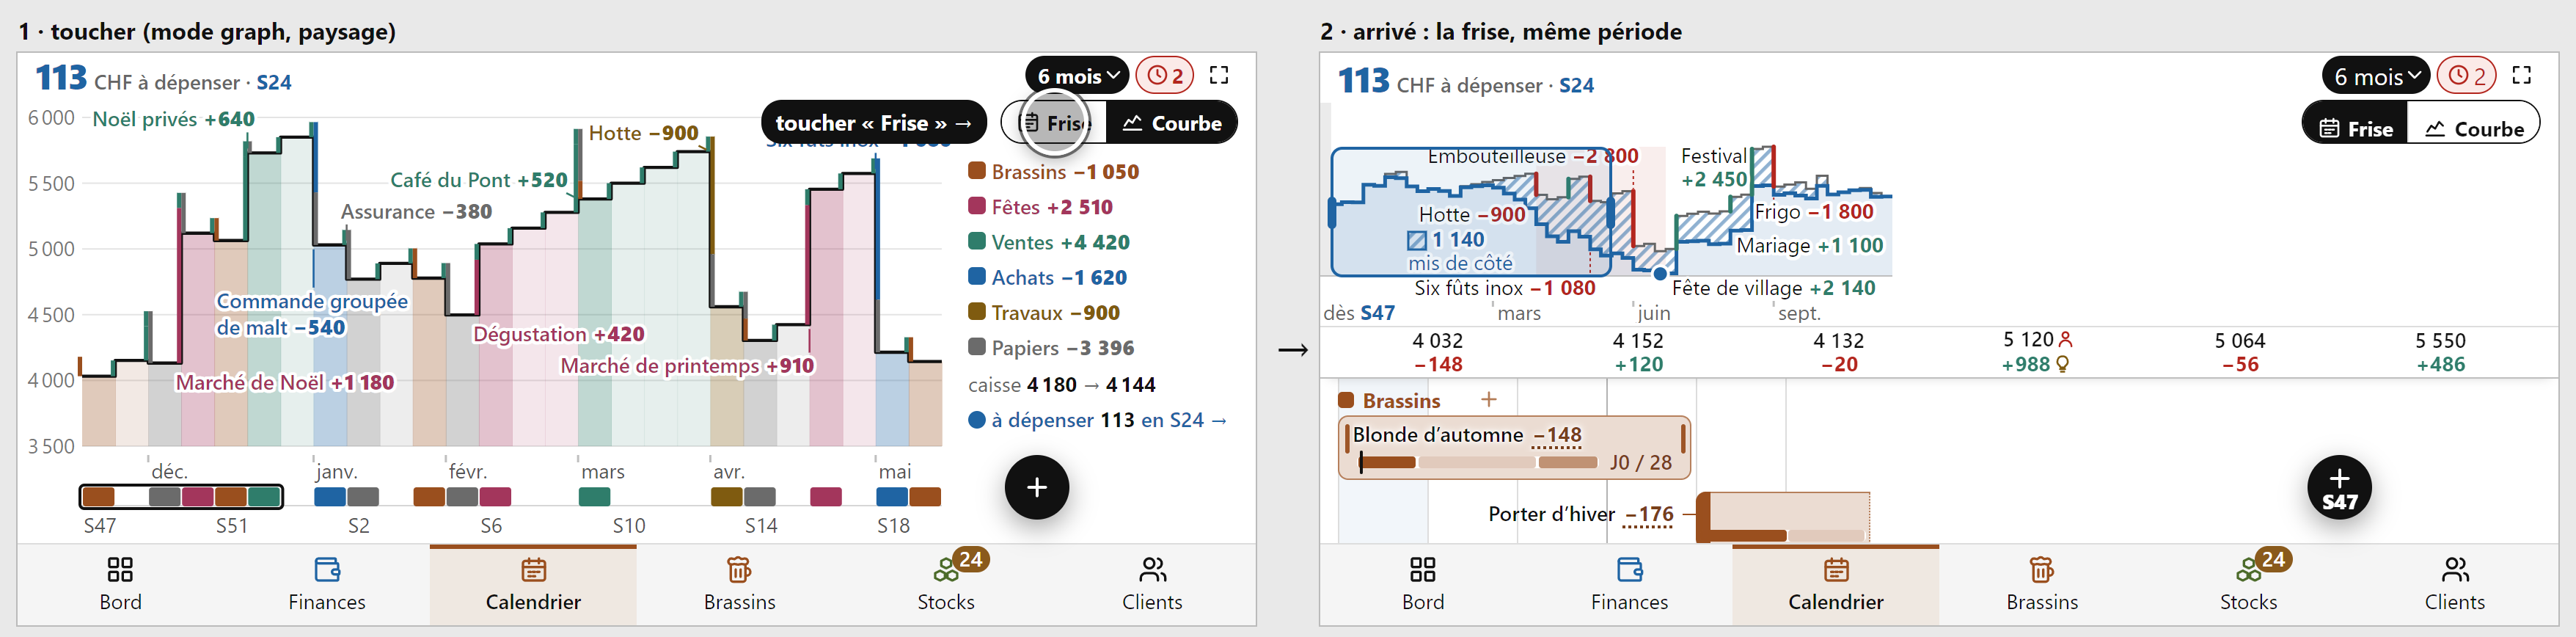 1 · toucher (mode graph, paysage)
113 CHF à dépenser · S24
6 mois
2
toucher « Frise » →
Frise
Courbe
6 000
5 500
5 000
4 500
4 000
3 500
Noël privés +640
Hotte −900
Café du Pont +520
Assurance −380
Commande groupée
de malt −540
Dégustation +420
Marché de printemps +910
Marché de Noël +1 180
Brassins −1 050
Fêtes +2 510
Ventes +4 420
Achats −1 620
Travaux −900
Papiers −3 396
caisse 4 180 → 4 144
à dépenser 113 en S24 →
déc.
janv.
févr.
mars
avr.
mai
S47
S51
S2
S6
S10
S14
S18
+
Bord
Finances
Calendrier
Brassins
24
Stocks
Clients
→
2 · arrivé : la frise, même période
113 CHF à dépenser · S24
6 mois
2
Frise
Courbe
Embouteilleuse −2 800
Festival
+2 450
Hotte −900
1 140
mis de côté
Six fûts inox −1 080
Frigo −1 800
Mariage +1 100
Fête de village +2 140
dès S47
mars
juin
sept.
4 032
4 152
4 132
5 120
5 064
5 550
−148
+120
−20
+988
−56
+486
Brassins +
Blonde d’automne −148
J0 / 28
Porter d’hiver −176
+
S47
Bord
Finances
Calendrier
Brassins
24
Stocks
Clients